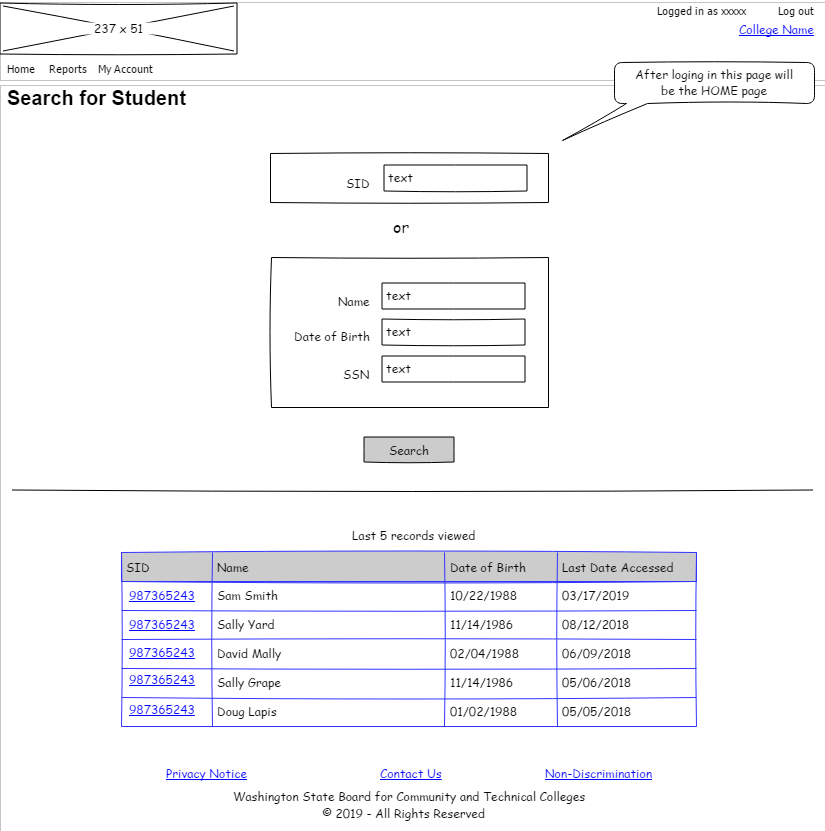 237 x 51
Logged in as xxxxx Log out
College Name
Home Reports My Account
After loging in this page will
be the HOME page
Search for Student
SID text
or
Name text
Date of Birth text
SSN text
Search
Last 5 records viewed
SID Name Date of Birth Last Date Accessed
987365243 Sam Smith 10/22/1988 03/17/2019
987365243 Sally Yard 11/14/1986 08/12/2018
987365243 David Mally 02/04/1988 06/09/2018
987365243 Sally Grape 11/14/1986 05/06/2018
987365243 Doug Lapis 01/02/1988 05/05/2018
Privacy Notice Contact Us Non-Discrimination
Washington State Board for Community and Technical Colleges
© 2019 - All Rights Reserved